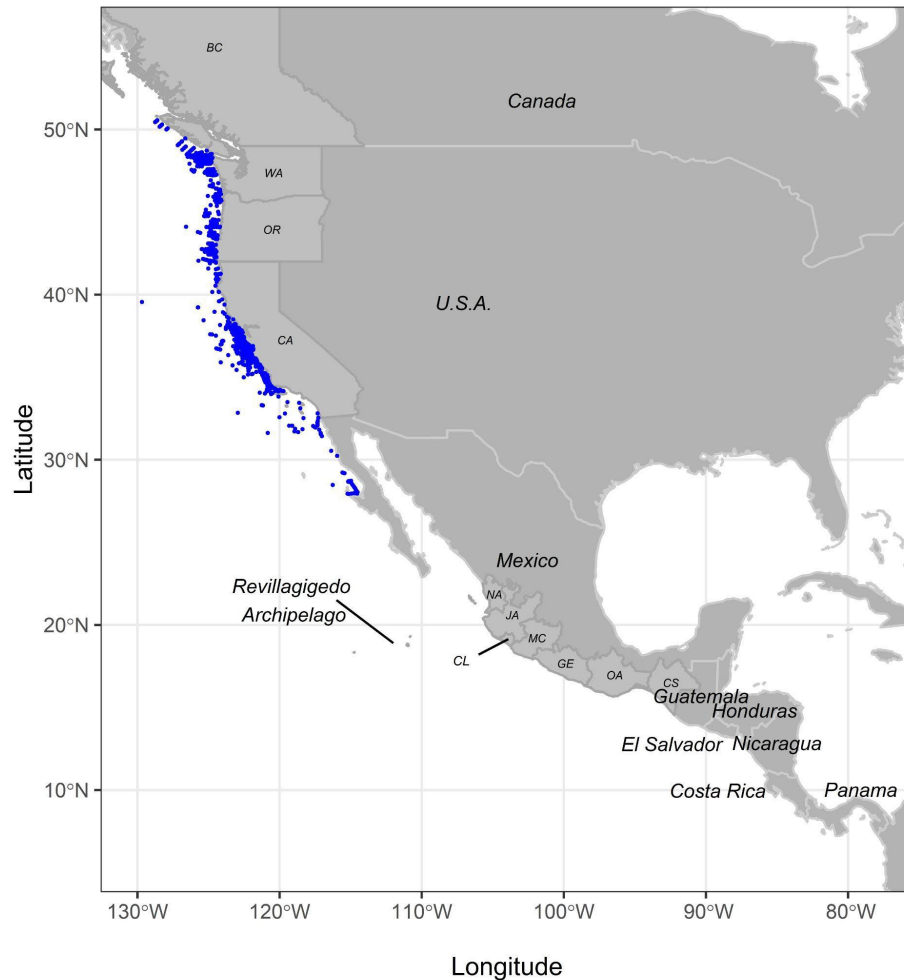 BC
Canada
50°N
WA
OR
40°N
U.S.A.
CA
Latitude
30°N
Mexico
Revillagigedo
Archipelago
NA
20°N
JA
MC
CL
GE
OA
CS
Guatemala
Honduras
El Salvador
Nicaragua
10°N
Costa Rica
Panama
130°W
120°W
110°W
100°W
90°W
80°W
Longitude